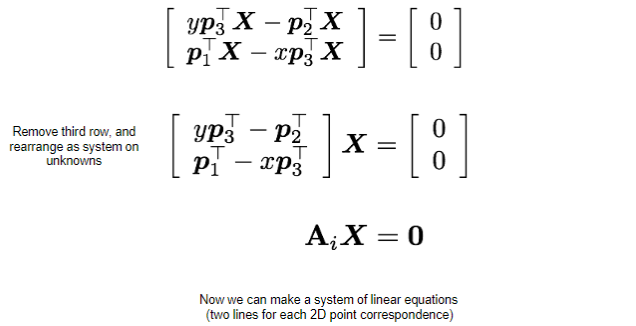 [ yp₃ᵀX − p₂ᵀX ] = [ 0 ]
[ p₁ᵀX − xp₃ᵀX ] [ 0 ]
Remove third row, and
rearrange as system on
unknowns
[ yp₃ᵀ − p₂ᵀ ] X = [ 0 ]
[ p₁ᵀ − xp₃ᵀ ] [ 0 ]
AᵢX = 0
Now we can make a system of linear equations
(two lines for each 2D point correspondence)